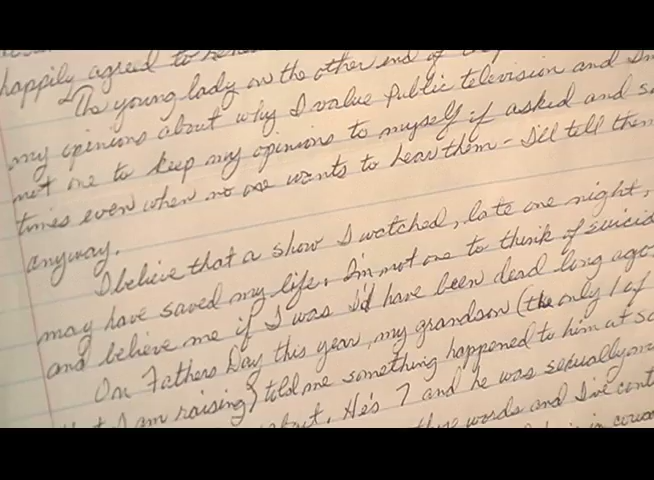 happily agreed to
The young lady on the other end of
my opinions about why I value Public television and I'm
not one to keep my opinions to myself if asked and
times even when no one wants to hear them - I'll tell them
anyway.
I believe that a show I watched, late one night,
may have saved my life. I'm not one to think of suicid
and believe me if I was I'd have been dead long ago.
On Fathers Day this year, my grandson (the only 1 of
I am raising) told me something happened to him at sc
about. He's 7 and he was sexually m
these words and I've cont